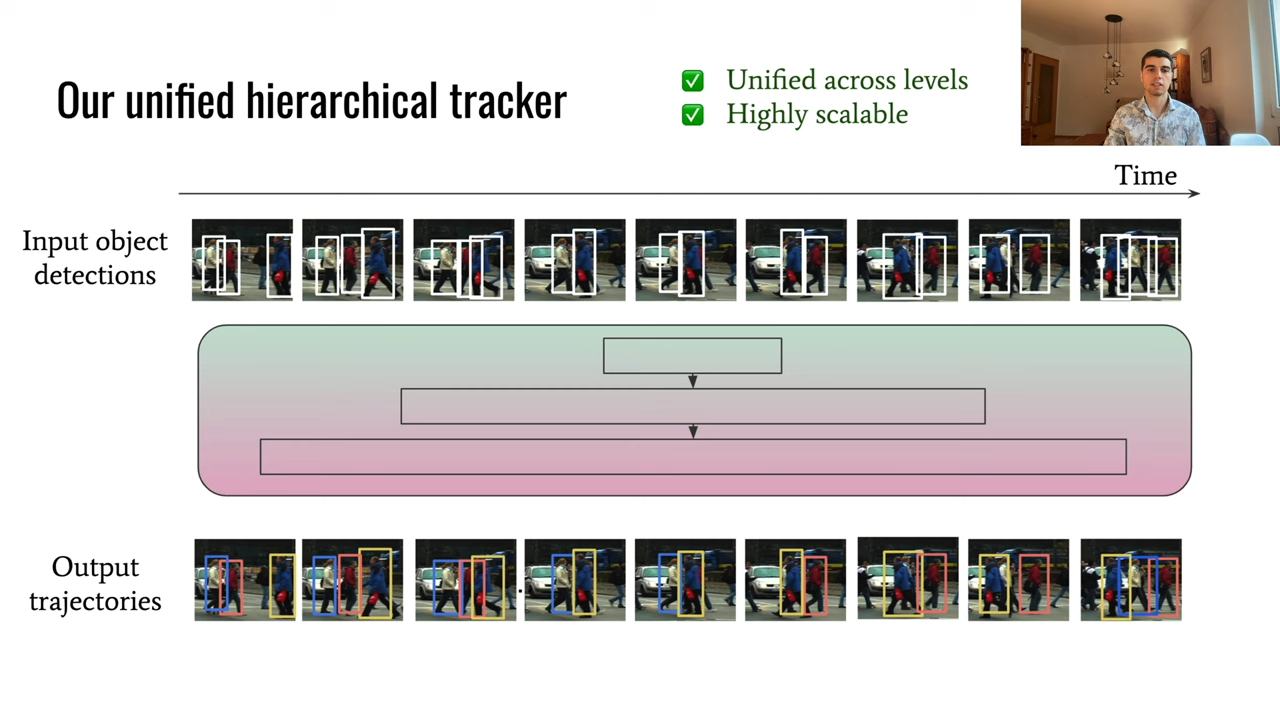 Our unified hierarchical tracker
✅ Unified across levels
✅ Highly scalable
Time
Input object
detections
Output
trajectories